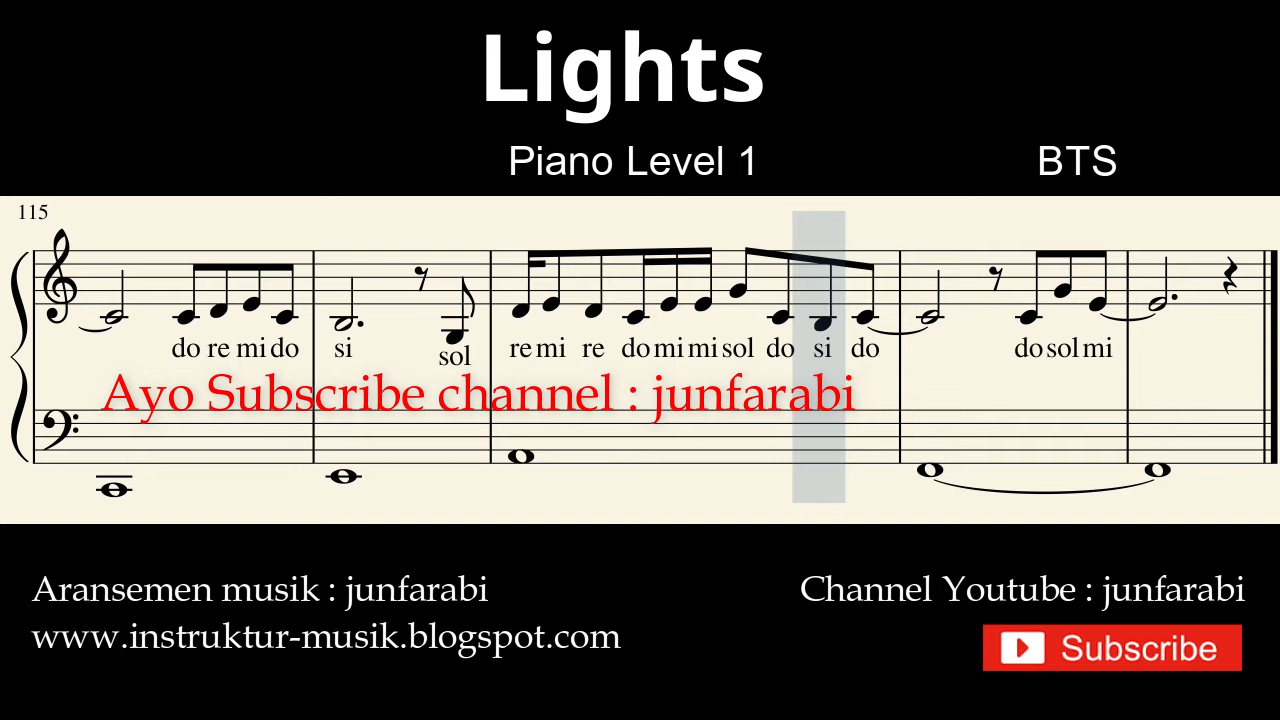 Lights
Piano Level 1 BTS
115
do re mi do si sol re mi re do mi mi sol do si do do sol mi
Ayo Subscribe channel : junfarabi
Aransemen musik : junfarabi
www.instruktur-musik.blogspot.com
Channel Youtube : junfarabi
Subscribe